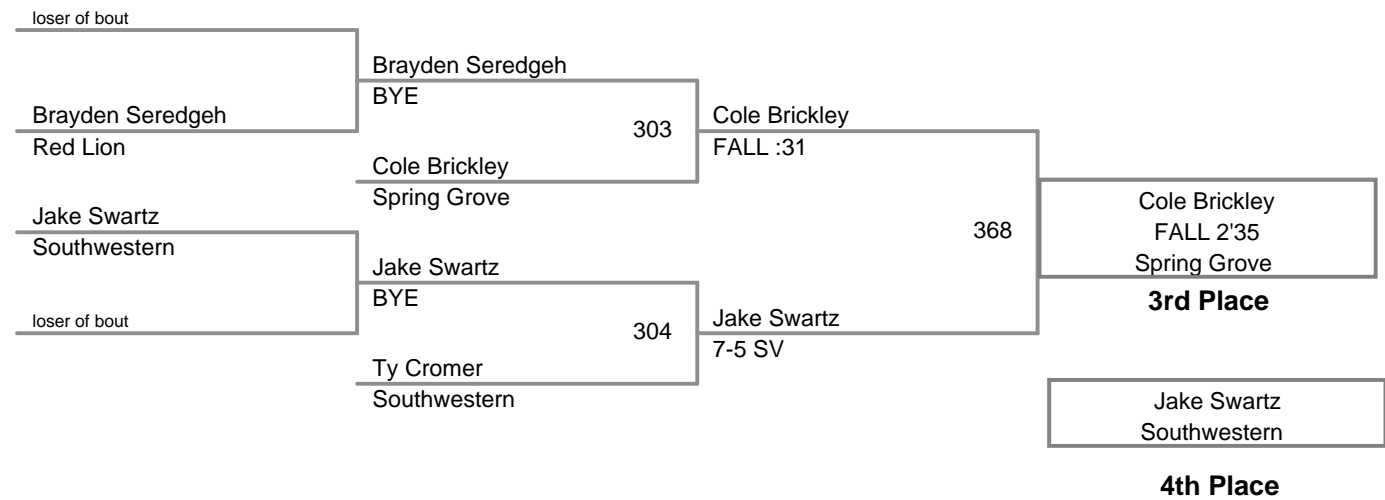 loser of bout
Brayden Seredgeh
BYE
Brayden Seredgeh
Red Lion
303
Cole Brickley
FALL :31
Cole Brickley
Spring Grove
Jake Swartz
Southwestern
368
Cole Brickley
FALL 2'35
Spring Grove
3rd Place
Jake Swartz
BYE
loser of bout
304
Jake Swartz
7-5 SV
Ty Cromer
Southwestern
Jake Swartz
Southwestern
4th Place